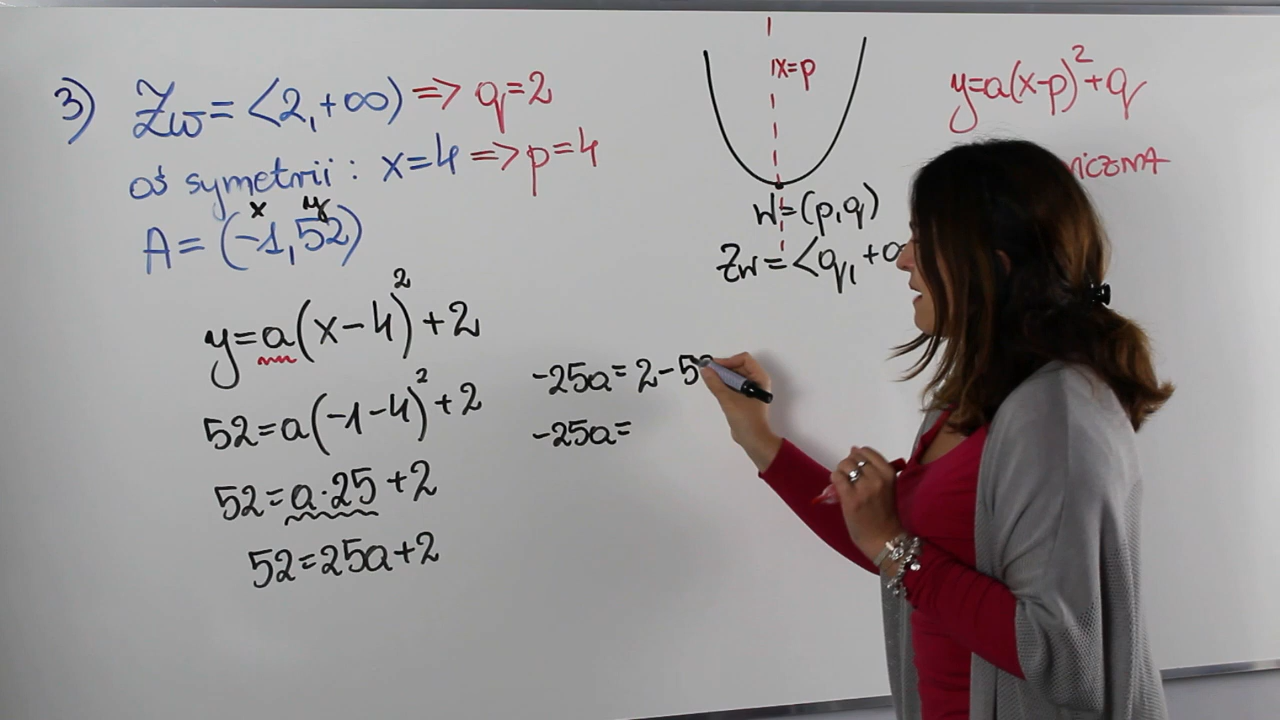 3) Zw = <2, +∞) => q=2
oś symetrii : x=4 => p=4
x y
A = (-1, 52)
y=a(x-4)²+2
52=a(-1-4)²+2
52=a·25+2
52=25a+2
-25a=2-5
-25a=
x=p
W=(p,q)
Zw=<q,+
y=a(x-p)²+q